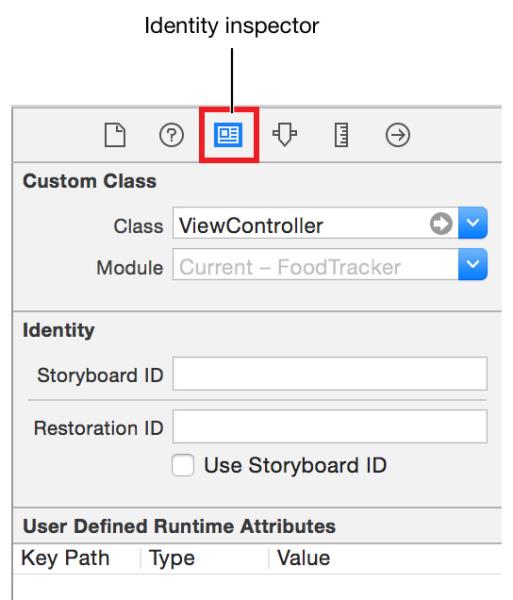 Identity inspector
Custom Class
Class ViewController
Module Current – FoodTracker
Identity
Storyboard ID
Restoration ID
Use Storyboard ID
User Defined Runtime Attributes
Key Path Type Value